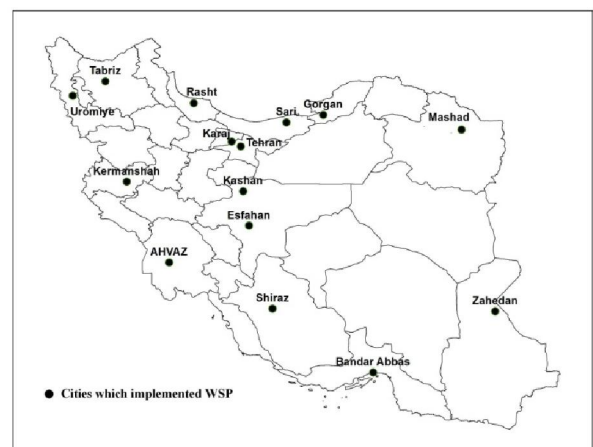 Tabriz
Uromiye
Rasht
Sari
Gorgan
Mashad
Karaj
Tehran
Kermanshah
Kashan
Esfahan
AHVAZ
Shiraz
Zahedan
Bandar Abbas
Cities which implemented WSP